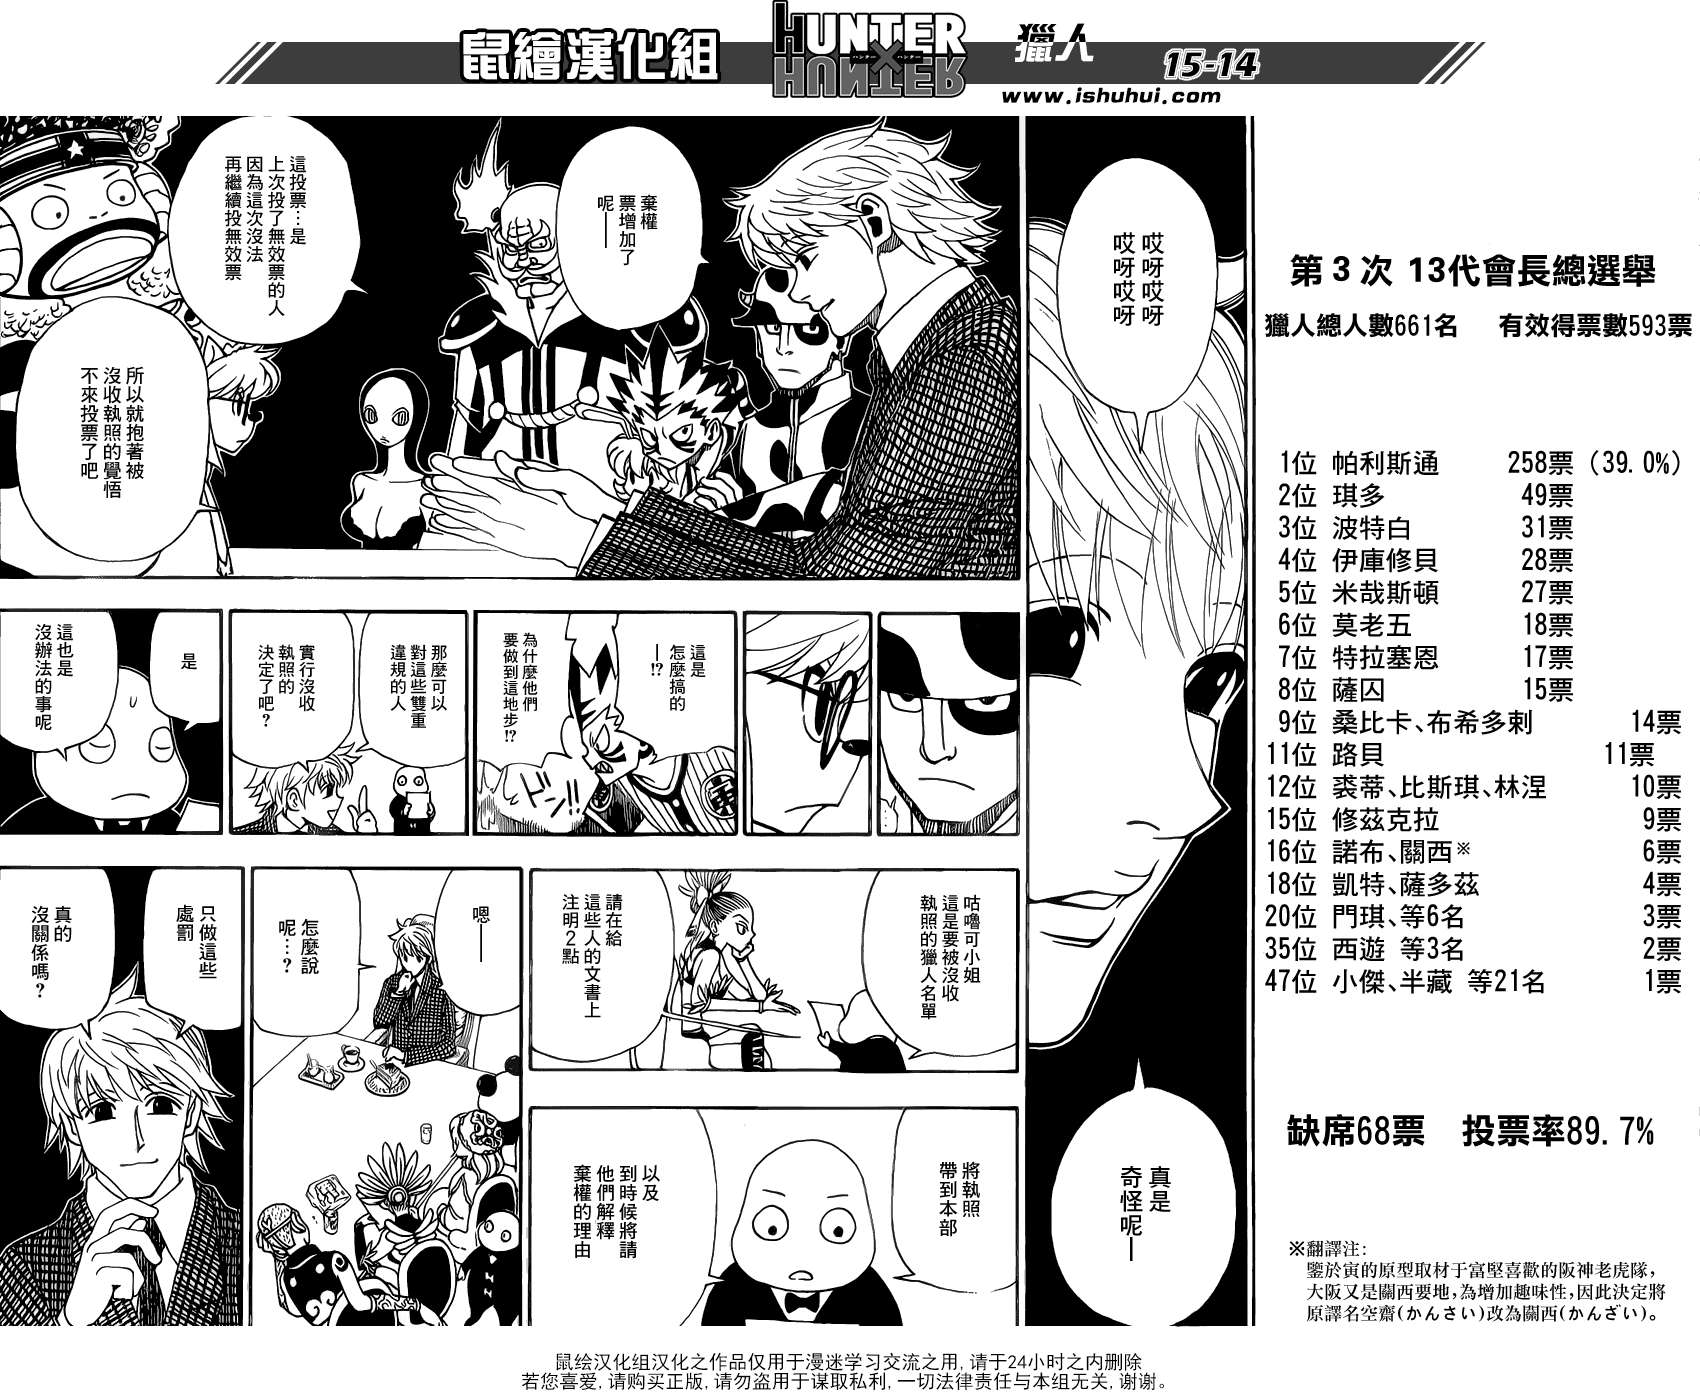 鼠繪漢化組
HUNTER×HUNTER
ハンター×ハンター
獵人
15-14
www.ishuhui.com
第3次 13代會長總選舉
獵人總人數661名 有效得票數593票
1位 帕利斯通 258票 (39.0%)
2位 琪多 49票
3位 波特白 31票
4位 伊庫修貝 28票
5位 米哉斯頓 27票
6位 莫老五 18票
7位 特拉塞恩 17票
8位 薩囚 15票
9位 桑比卡、布希多剌 14票
11位 路貝 11票
12位 裘蒂、比斯琪、林涅 10票
15位 修茲克拉 9票
16位 諾布、關西※ 6票
18位 凱特、薩多茲 4票
20位 門琪、等6名 3票
35位 西遊 等3名 2票
47位 小傑、半藏 等21名 1票
缺席68票 投票率89.7%
※翻譯注:
鑒於寅的原型取材于富堅喜歡的阪神老虎隊,
大阪又是關西要地,為增加趣味性,因此決定將
原譯名空齋(かんさい)改為關西(かんざい)。
哎呀哎呀
哎呀哎呀
真是
奇怪呢—
棄權
票增加了
呢—
這投票…是
上次投了無效票的人
因為這次沒法
再繼續投無效票
所以就抱著被
沒收執照的覺悟
不來投票了吧
這是
怎麼搞的
—!?
為什麼他們
要做到這地步!?
ドン!!
那麼可以
對這些雙重
違規的人
實行沒收
執照的
決定了吧?
是
這也是
沒辦法的事呢
咕嚕可小姐
這是要被沒收
執照的獵人名單
請在給
這些人的文書上
注明2點
將執照
帶到本部
以及
到時候將請
他們解釋
棄權的理由
嗯—
怎麼說
呢…?
只做這些
處罰
真的
沒關係嗎?
鼠绘汉化组汉化之作品仅用于漫迷学习交流之用,请于24小时之内删除
若您喜爱,请购买正版,请勿盗用于谋取私利,一切法律责任与本组无关,谢谢。